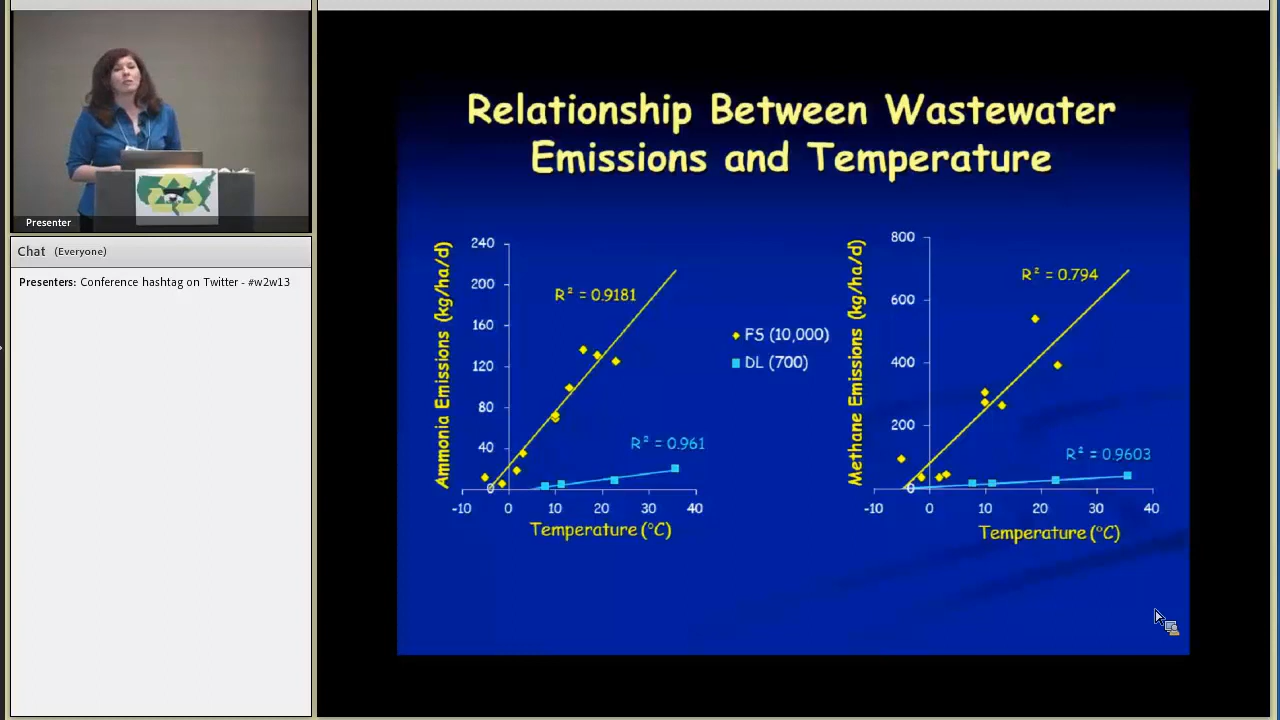 Presenter
Chat (Everyone)
Presenters: Conference hashtag on Twitter - #w2w13
Relationship Between Wastewater
Emissions and Temperature
Ammonia Emissions (kg/ha/d)
240
200
160
120
80
40
0
-10 0 10 20 30 40
Temperature (°C)
R² = 0.9181
R² = 0.961
FS (10,000)
DL (700)
Methane Emissions (kg/ha/d)
800
600
400
200
0
-10 0 10 20 30 40
Temperature (°C)
R² = 0.794
R² = 0.9603